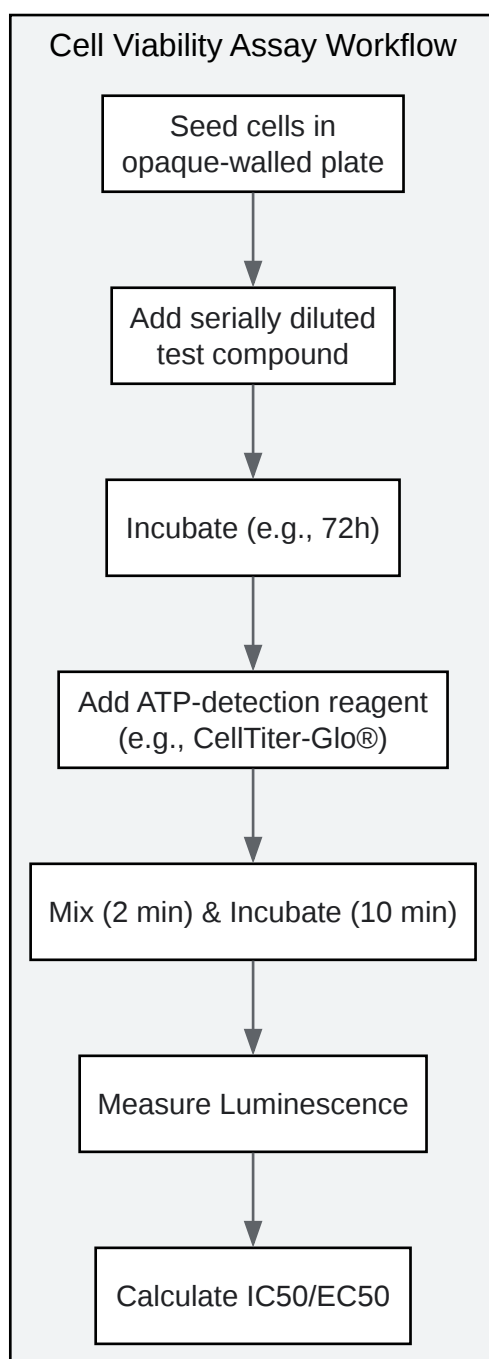 Cell Viability Assay Workflow
Seed cells in
opaque-walled plate
Add serially diluted
test compound
Incubate (e.g., 72h)
Add ATP-detection reagent
(e.g., CellTiter-Glo®)
Mix (2 min) & Incubate (10 min)
Measure Luminescence
Calculate IC50/EC50